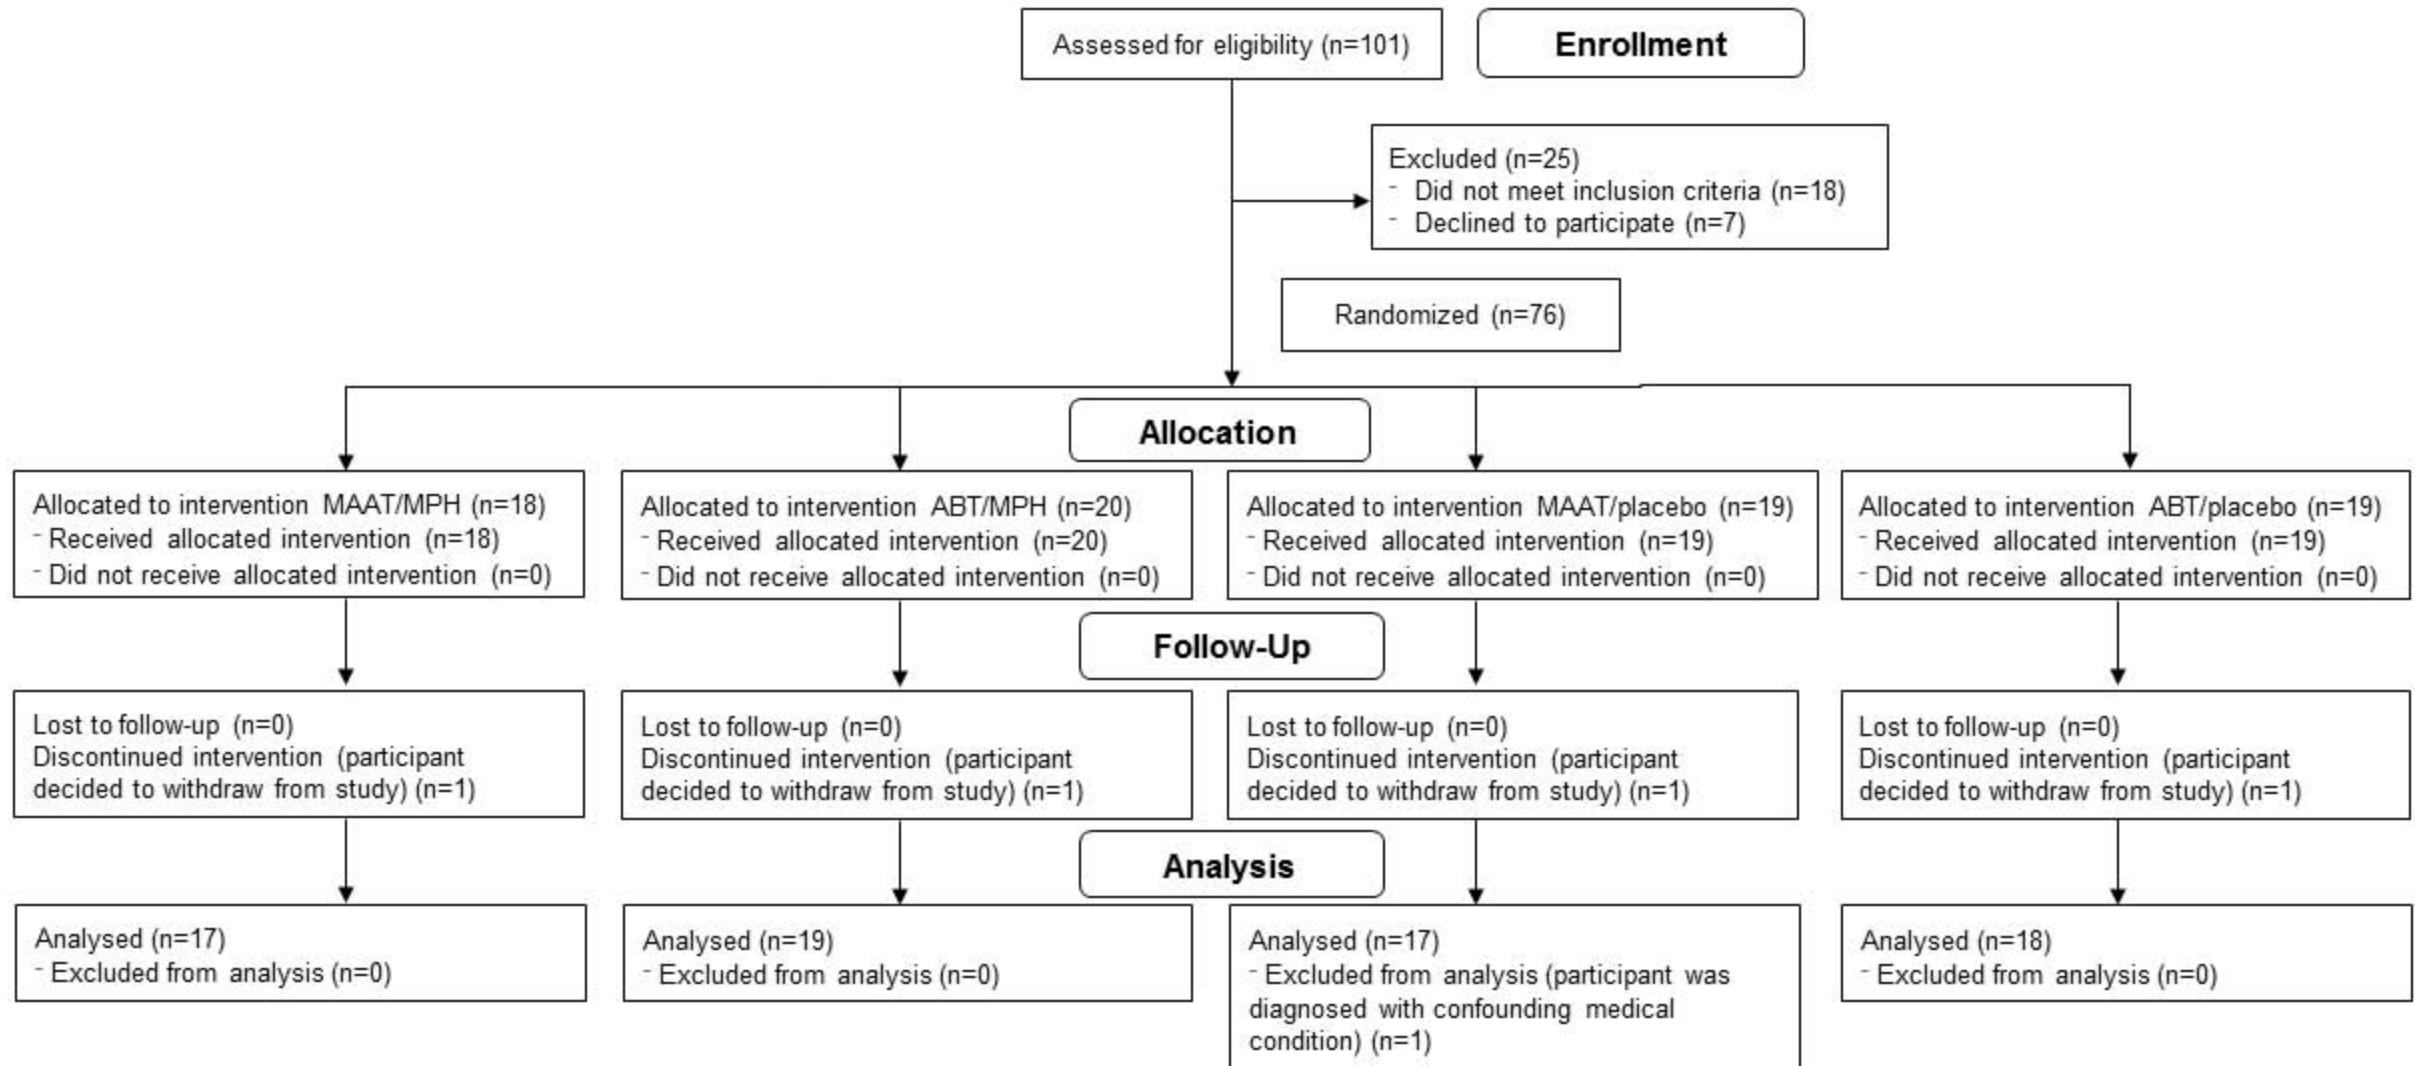 Assessed for eligibility (n=101)
Enrollment
Excluded (n=25)
- Did not meet inclusion criteria (n=18)
- Declined to participate (n=7)
Randomized (n=76)
Allocation
Allocated to intervention MAAT/MPH (n=18)
- Received allocated intervention (n=18)
- Did not receive allocated intervention (n=0)
Allocated to intervention ABT/MPH (n=20)
- Received allocated intervention (n=20)
- Did not receive allocated intervention (n=0)
Allocated to intervention MAAT/placebo (n=19)
- Received allocated intervention (n=19)
- Did not receive allocated intervention (n=0)
Allocated to intervention ABT/placebo (n=19)
- Received allocated intervention (n=19)
- Did not receive allocated intervention (n=0)
Follow-Up
Lost to follow-up (n=0)
Discontinued intervention (participant
decided to withdraw from study) (n=1)
Lost to follow-up (n=0)
Discontinued intervention (participant
decided to withdraw from study) (n=1)
Lost to follow-up (n=0)
Discontinued intervention (participant
decided to withdraw from study) (n=1)
Lost to follow-up (n=0)
Discontinued intervention (participant
decided to withdraw from study) (n=1)
Analysis
Analysed (n=17)
- Excluded from analysis (n=0)
Analysed (n=19)
- Excluded from analysis (n=0)
Analysed (n=17)
- Excluded from analysis (participant was
diagnosed with confounding medical
condition) (n=1)
Analysed (n=18)
- Excluded from analysis (n=0)